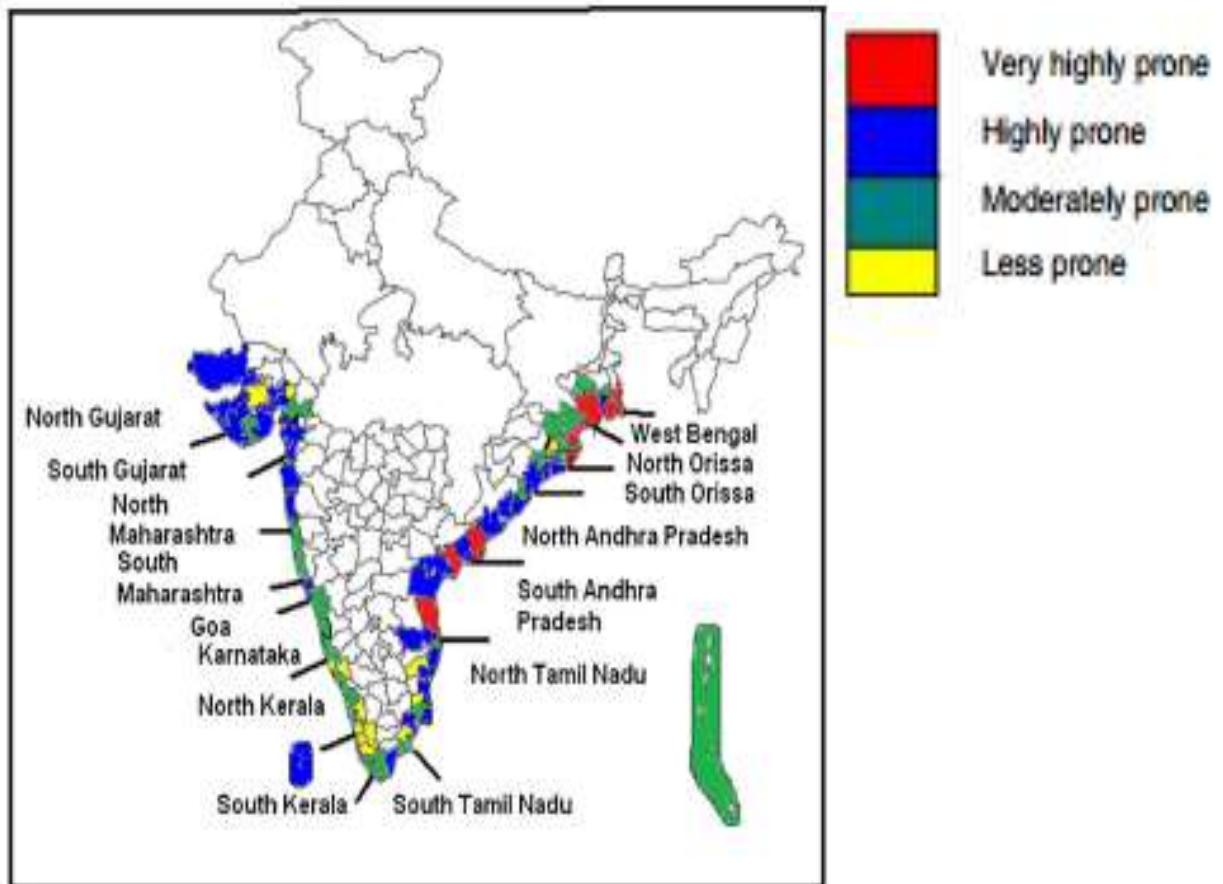 Very highly prone
Highly prone
Moderately prone
Less prone
North Gujarat
South Gujarat
North
Maharashtra
South
Maharashtra
Goa
Karnataka
North Kerala
South Kerala
South Tamil Nadu
West Bengal
North Orissa
South Orissa
North Andhra Pradesh
South Andhra
Pradesh
North Tamil Nadu